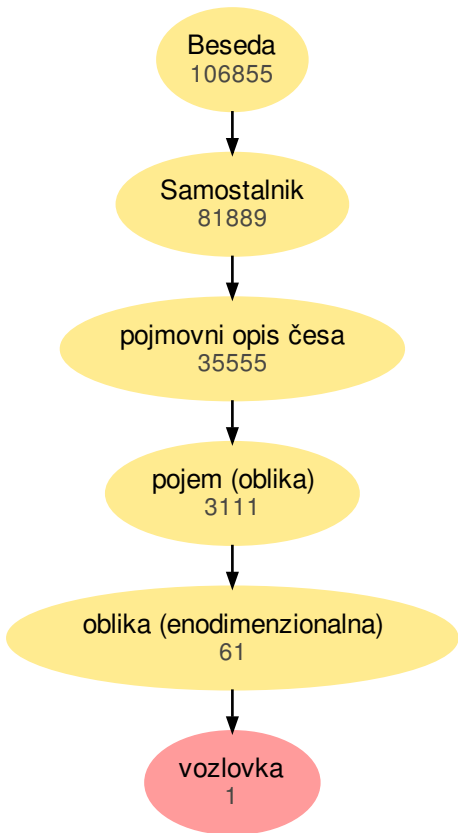 Beseda
106855
Samostalnik
81889
pojmovni opis česa
35555
pojem (oblika)
3111
oblika (enodimenzionalna)
61
vozlovka
1